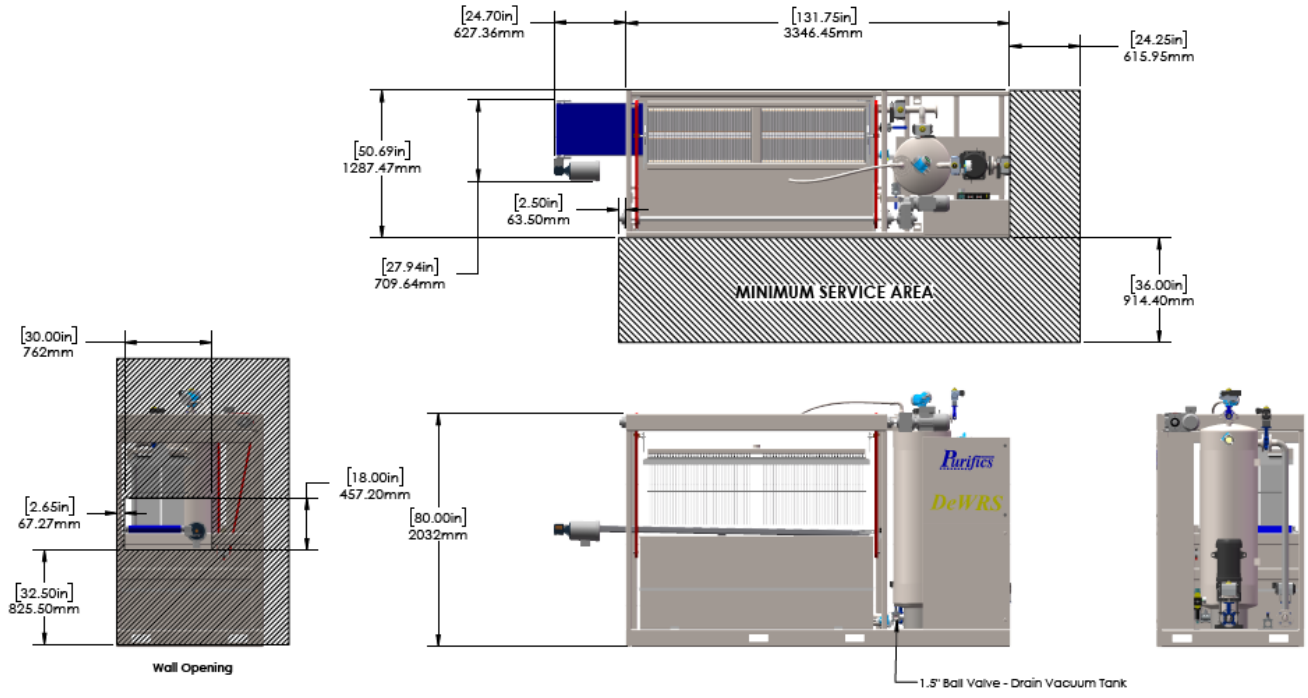 [24.70in]
627.36mm
[131.75in]
3346.45mm
[24.25in]
615.95mm
[50.69in]
1287.47mm
[2.50in]
63.50mm
[27.94in]
709.64mm
MINIMUM SERVICE AREA
[36.00in]
914.40mm
[30.00in]
762mm
[18.00in]
457.20mm
[2.65in]
67.27mm
[32.50in]
825.50mm
Wall Opening
[80.00in]
2032mm
Purifics
DeWRS
1.5" Ball Valve - Drain Vacuum Tank